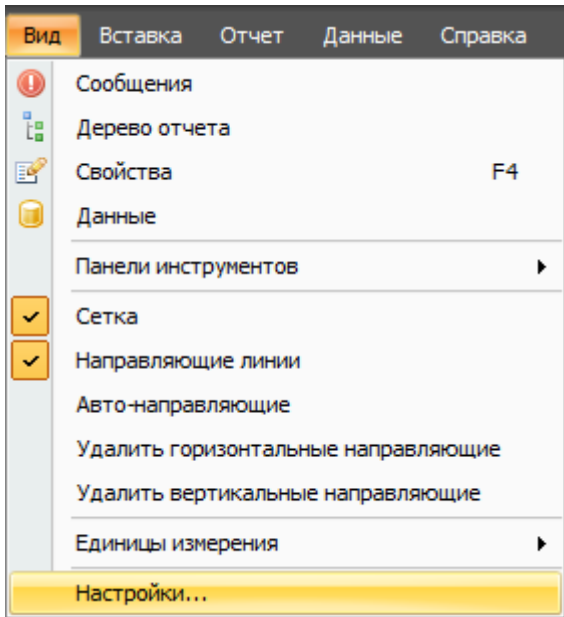 Вид Вставка Отчет Данные Справка
Сообщения
Дерево отчета
Свойства F4
Данные
Панели инструментов
Сетка
Направляющие линии
Авто-направляющие
Удалить горизонтальные направляющие
Удалить вертикальные направляющие
Единицы измерения
Настройки...